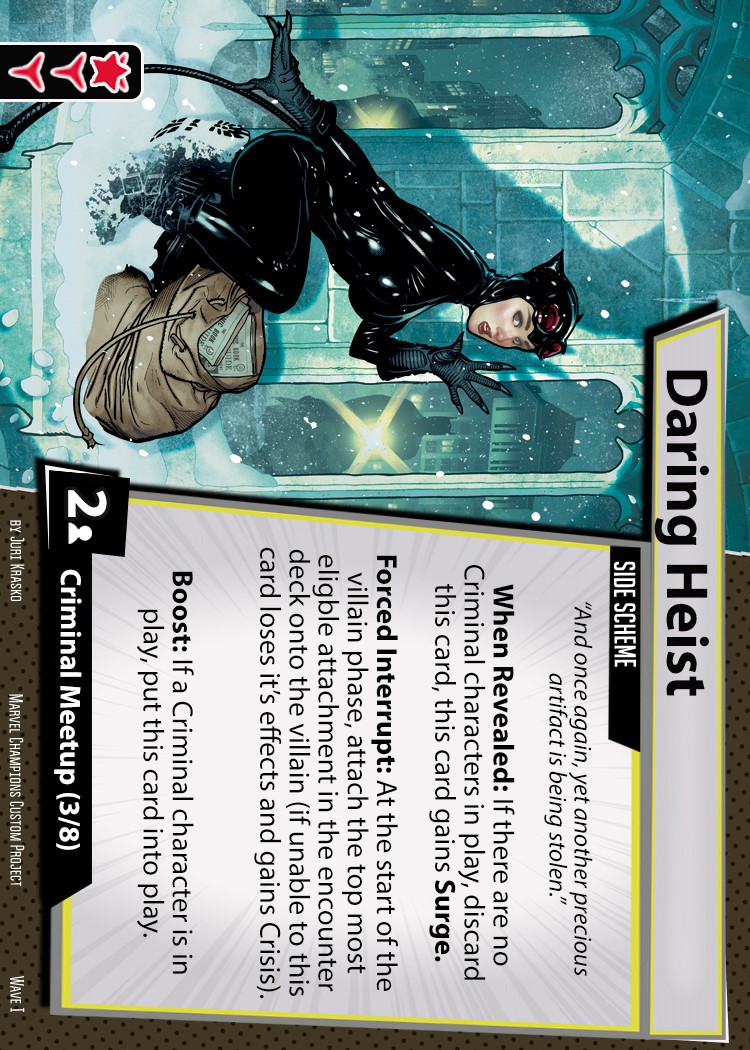 Daring Heist
SIDE SCHEME
"And once again, yet another precious
artifact is being stolen."
When Revealed: If there are no
Criminal characters in play, discard
this card, this card gains Surge.
Forced Interrupt: At the start of the
villain phase, attach the top most
eligble attachment in the encounter
deck onto the villain (if unable to this
card loses it's effects and gains Crisis).
Boost: If a Criminal character is in
play, put this card into play.
2
Criminal Meetup (3/8)
BY JURI KRASKO
MARVEL CHAMPIONS CUSTOM PROJECT
WAVE I